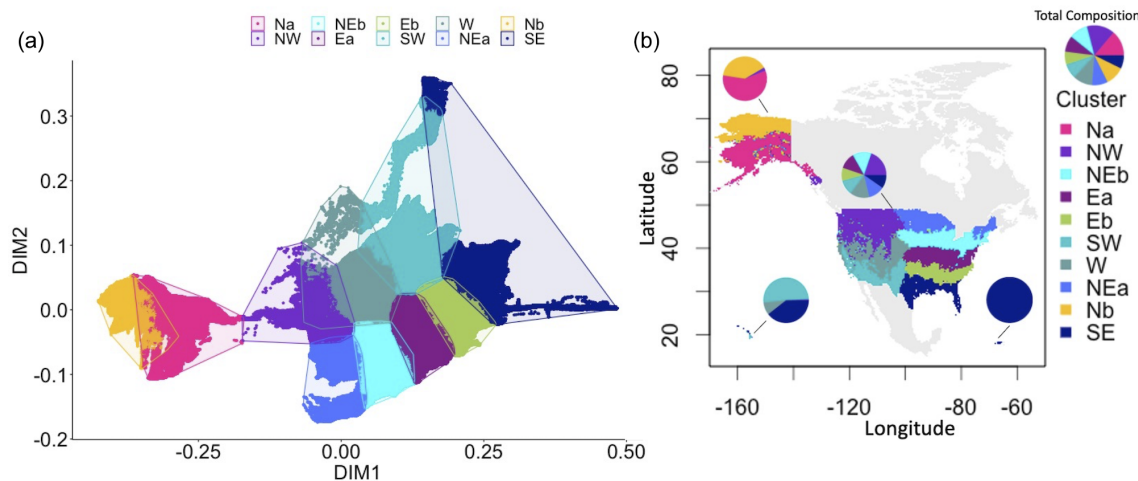 (a)
Na NEb Eb W Nb
NW Ea SW NEa SE
DIM2
0.3
0.2
0.1
0.0
-0.1
-0.2
-0.25 0.00 0.25 0.50
DIM1
(b)
Total Composition
Cluster
Na
NW
NEb
Ea
Eb
SW
W
NEa
Nb
SE
Latitude
80
60
40
20
-160 -120 -80 -60
Longitude